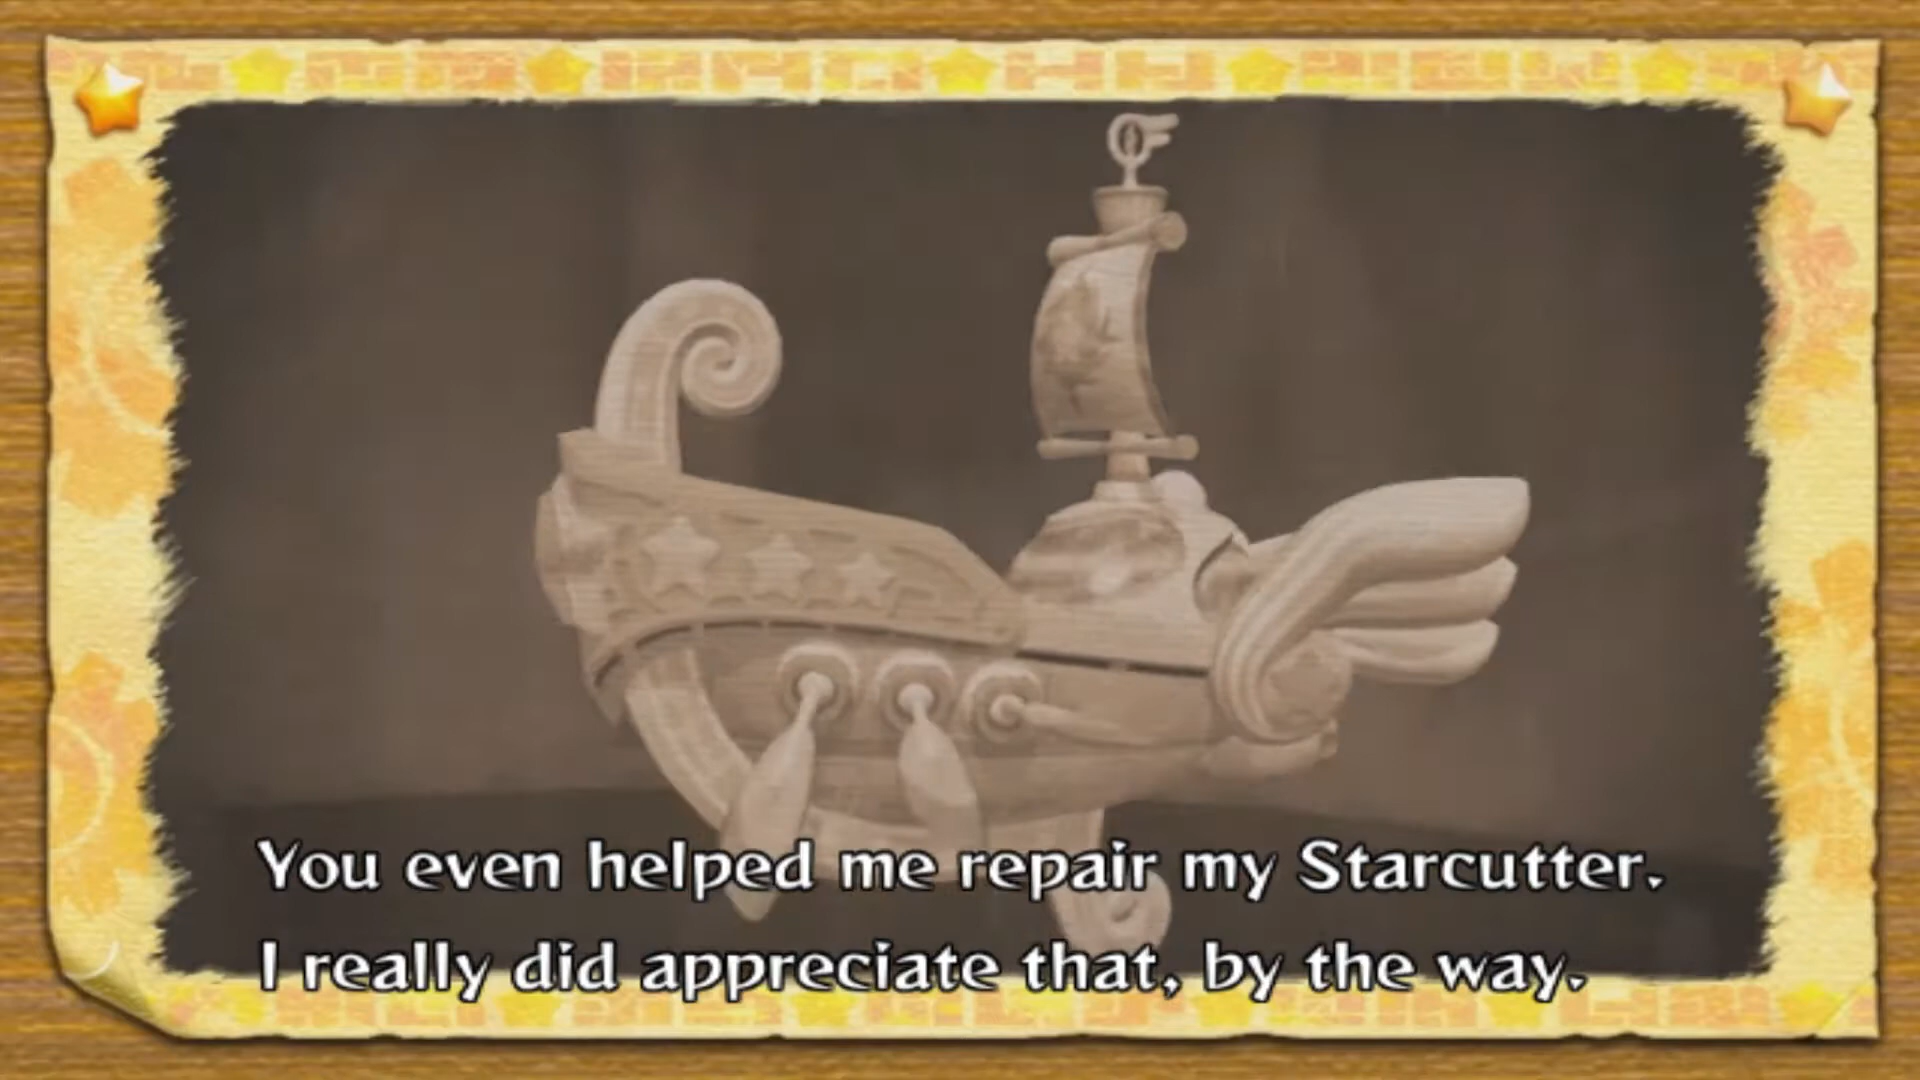 You even helped me repair my Starcutter.
I really did appreciate that, by the way.